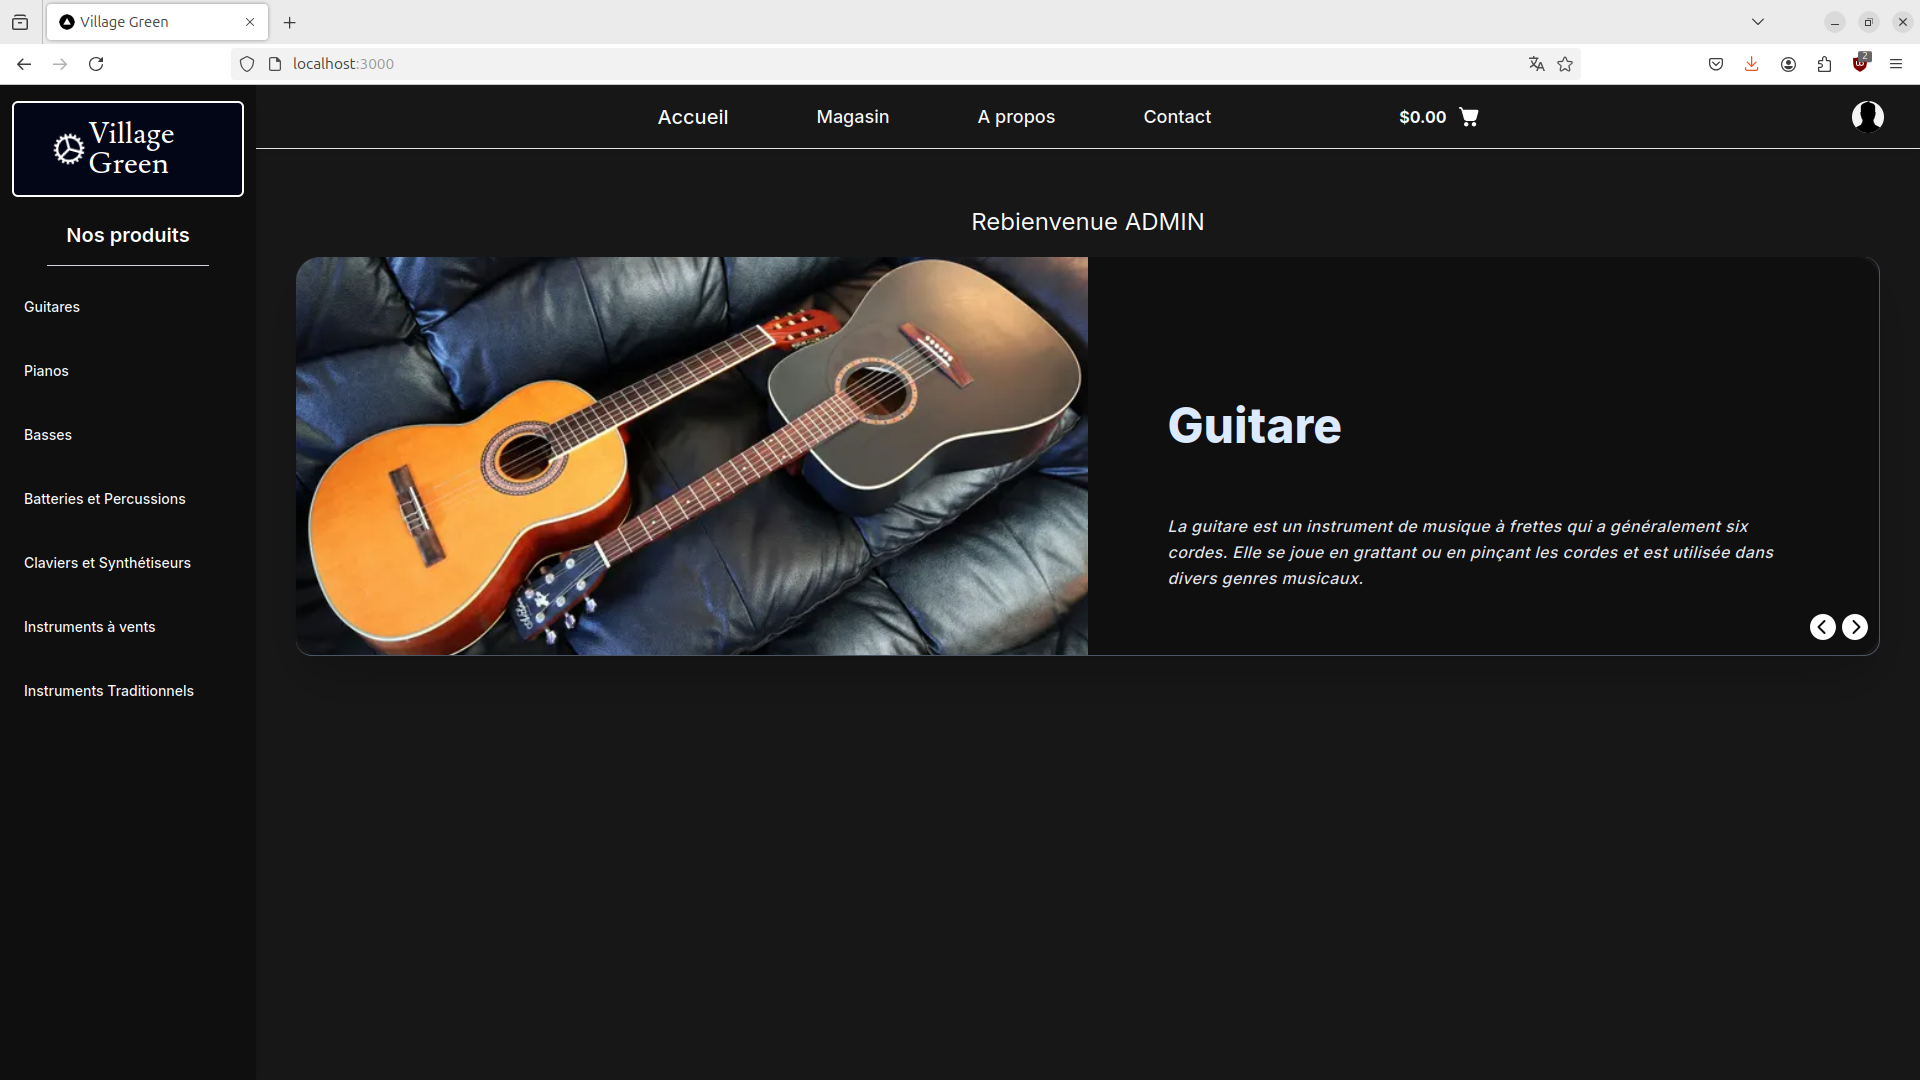 Village Green
localhost:3000
2
Village
Green
Accueil
Magasin
A propos
Contact
$0.00
Nos produits
Guitares
Pianos
Basses
Batteries et Percussions
Claviers et Synthétiseurs
Instruments à vents
Instruments Traditionnels
Rebienvenue ADMIN
Guitare
La guitare est un instrument de musique à frettes qui a généralement six
cordes. Elle se joue en grattant ou en pinçant les cordes et est utilisée dans
divers genres musicaux.